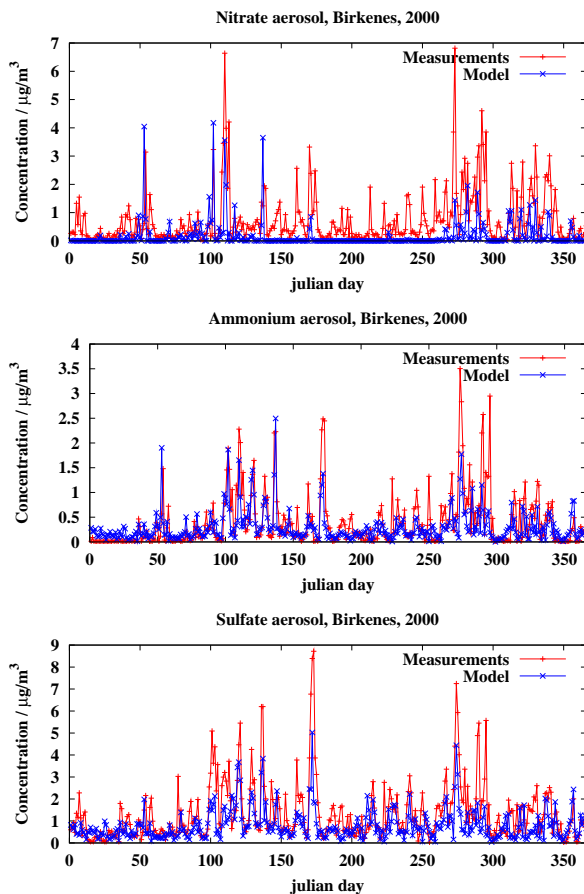 Nitrate aerosol, Birkenes, 2000
Concentration / μg/m³
7
6
5
4
3
2
1
0
Measurements
Model
0 50 100 150 200 250 300 350
julian day
Ammonium aerosol, Birkenes, 2000
Concentration / μg/m³
4
3.5
3
2.5
2
1.5
1
0.5
0
Measurements
Model
0 50 100 150 200 250 300 350
julian day
Sulfate aerosol, Birkenes, 2000
Concentration / μg/m³
9
8
7
6
5
4
3
2
1
0
Measurements
Model
0 50 100 150 200 250 300 350
julian day